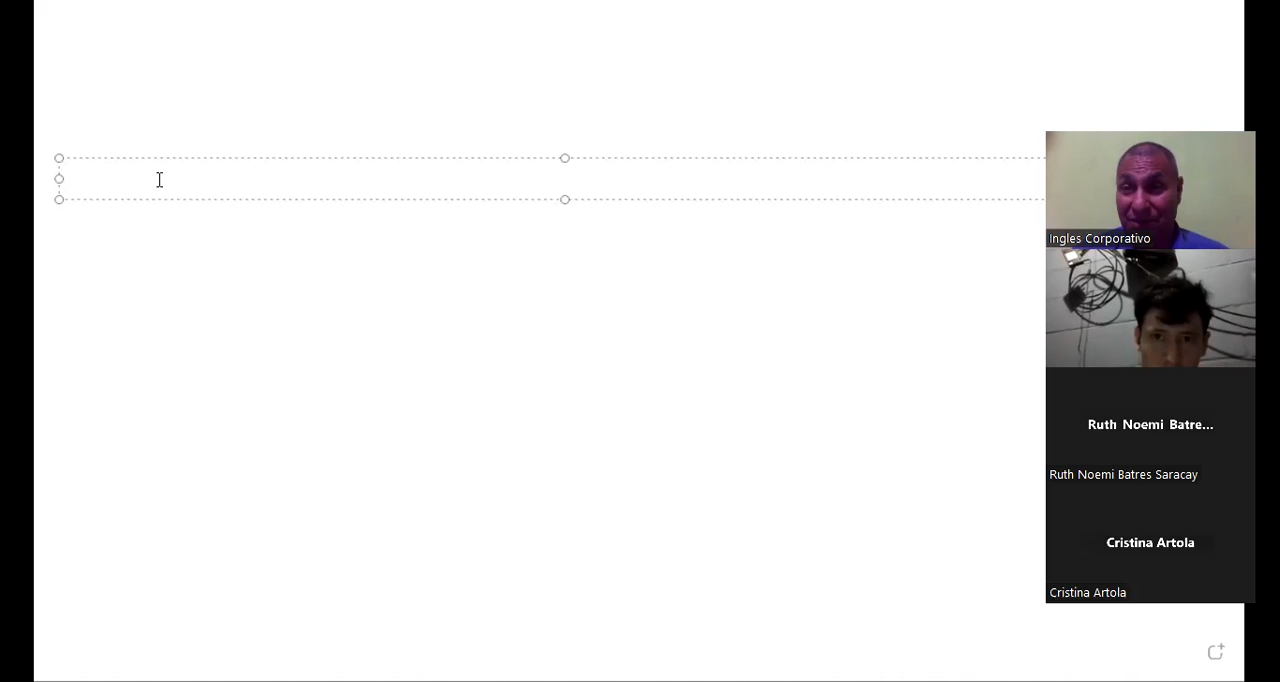 Ingles Corporativo
Ruth Noemi Batre...
Ruth Noemi Batres Saracay
Cristina Artola
Cristina Artola